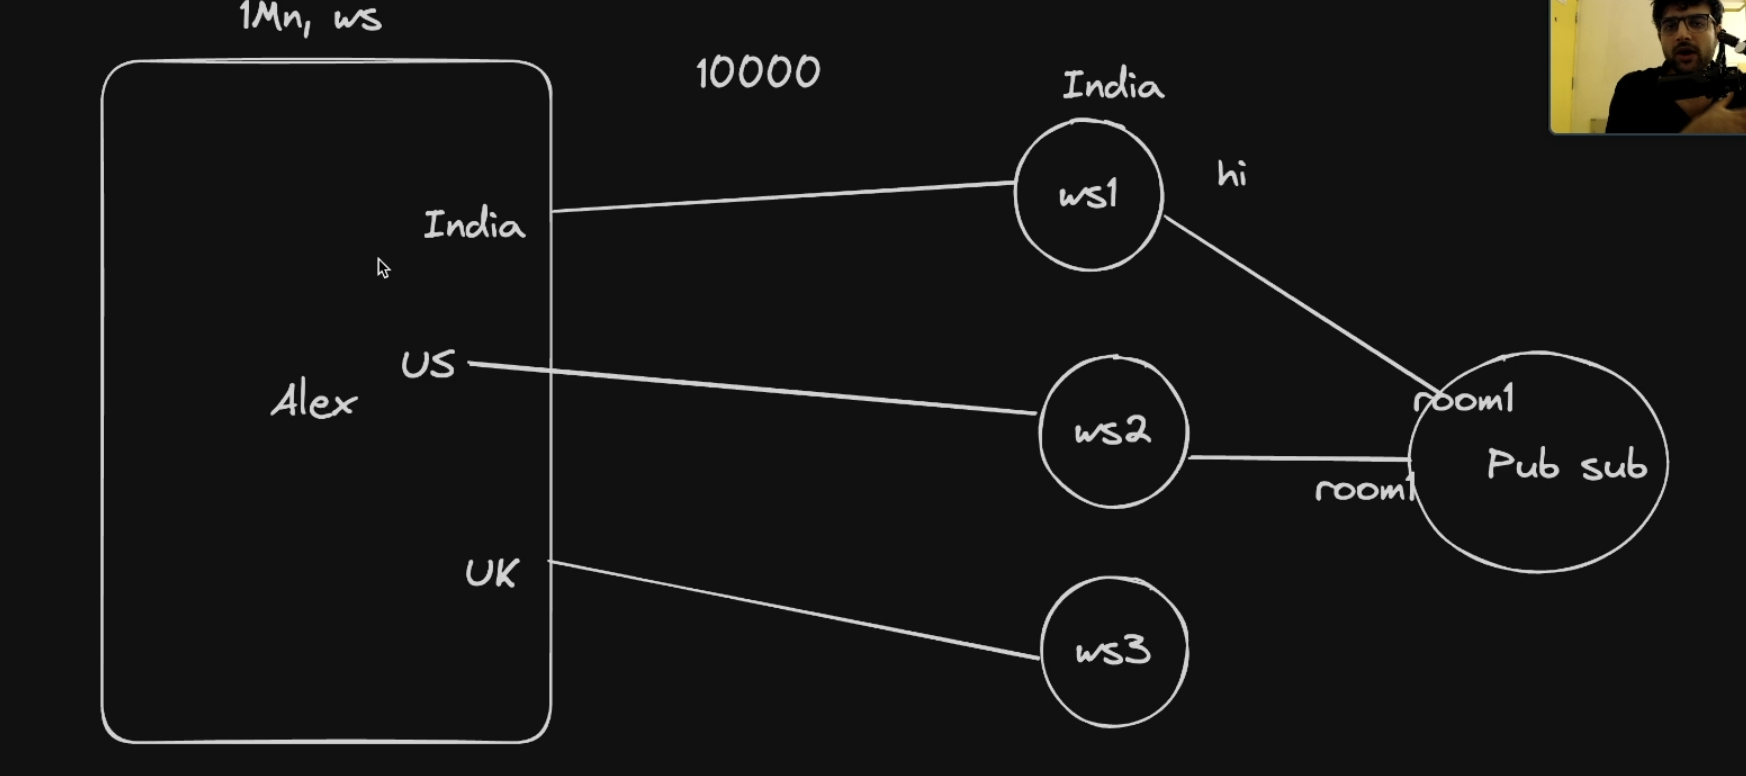 1Mn, ws
10000
India
hi
ws1
India
US
Alex
ws2
room1
Pub sub
room1
UK
ws3